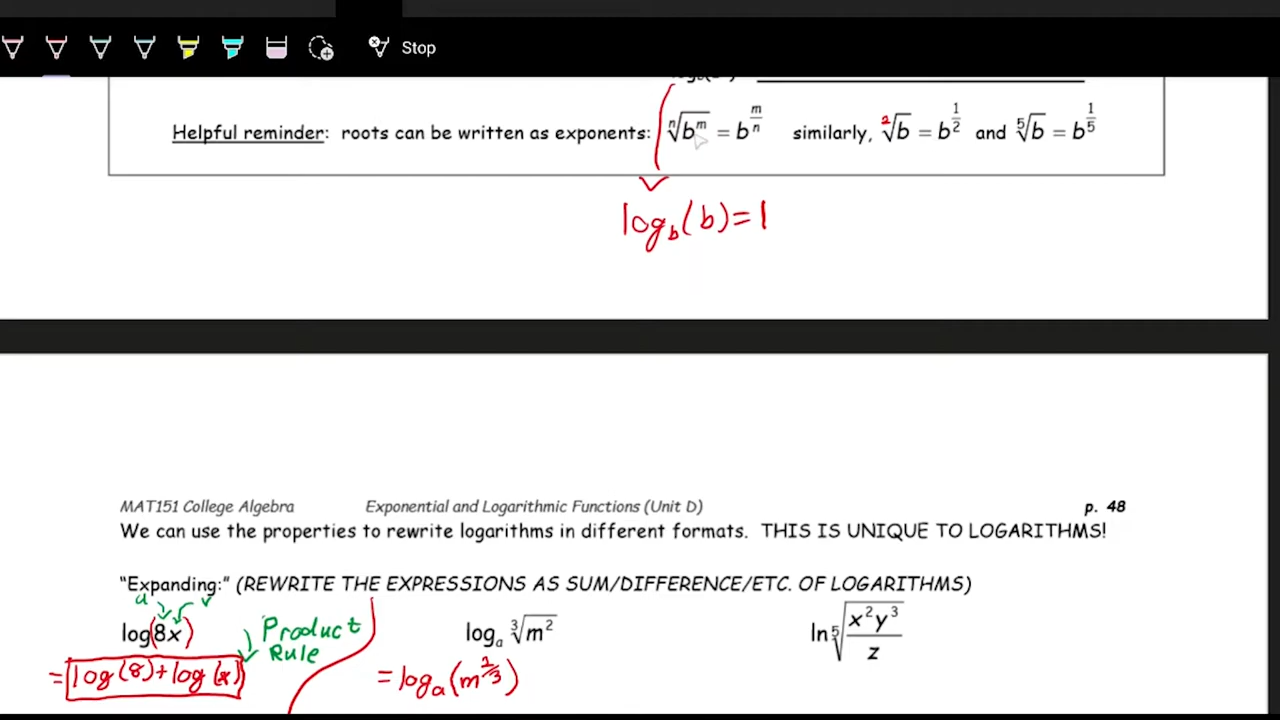 Stop
Helpful reminder: roots can be written as exponents: ⁿ√bᵐ = b^(m/n) similarly, ²√b = b^(1/2) and ⁵√b = b^(1/5)
log_b(b)=1
MAT151 College Algebra Exponential and Logarithmic Functions (Unit D) p. 48
We can use the properties to rewrite logarithms in different formats. THIS IS UNIQUE TO LOGARITHMS!
“Expanding:” (REWRITE THE EXPRESSIONS AS SUM/DIFFERENCE/ETC. OF LOGARITHMS)
u v
log(8x) Product Rule logₐ ³√m² ln ⁵√(x²y³/z)
= log(8)+log(x) = logₐ(m^(2/3))